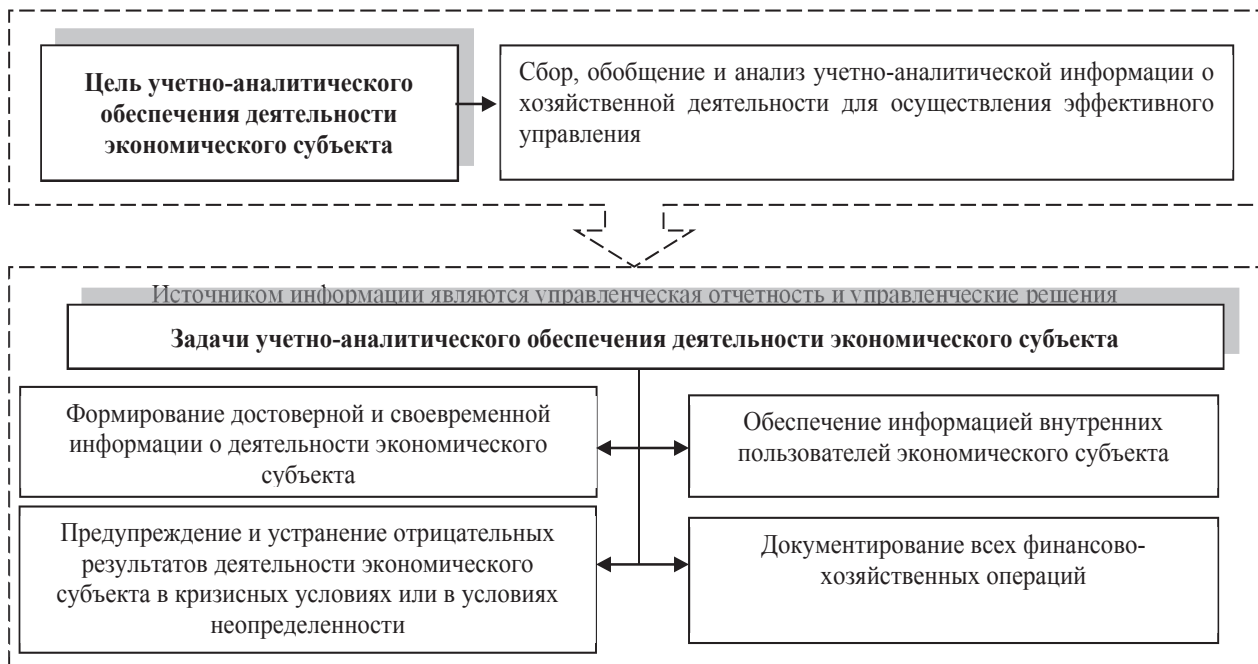 Цель учетно-аналитического
обеспечения деятельности
экономического субъекта
Сбор, обобщение и анализ учетно-аналитической информации о
хозяйственной деятельности для осуществления эффективного
управления
Источником информации являются управленческая отчетность и управленческие решения
Задачи учетно-аналитического обеспечения деятельности экономического субъекта
Формирование достоверной и своевременной
информации о деятельности экономического
субъекта
Обеспечение информацией внутренних
пользователей экономического субъекта
Предупреждение и устранение отрицательных
результатов деятельности экономического
субъекта в кризисных условиях или в условиях
неопределенности
Документирование всех финансово-
хозяйственных операций